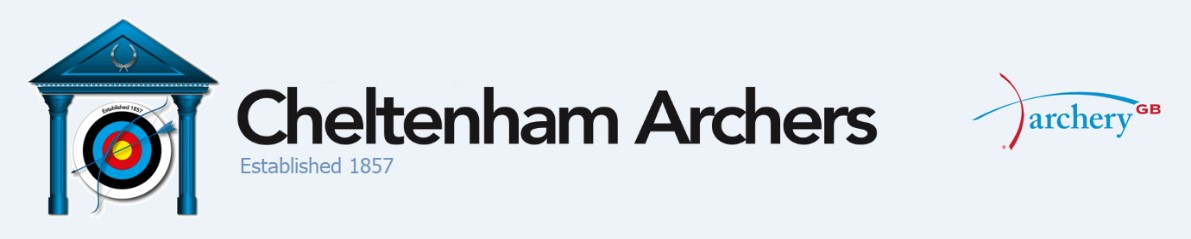 Established 1857
Cheltenham Archers
Established 1857
archery GB